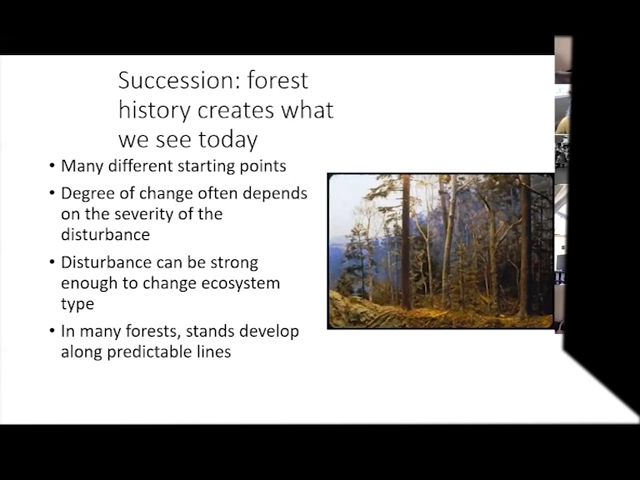 Succession: forest
history creates what
we see today
• Many different starting points
• Degree of change often depends
on the severity of the
disturbance
• Disturbance can be strong
enough to change ecosystem
type
• In many forests, stands develop
along predictable lines